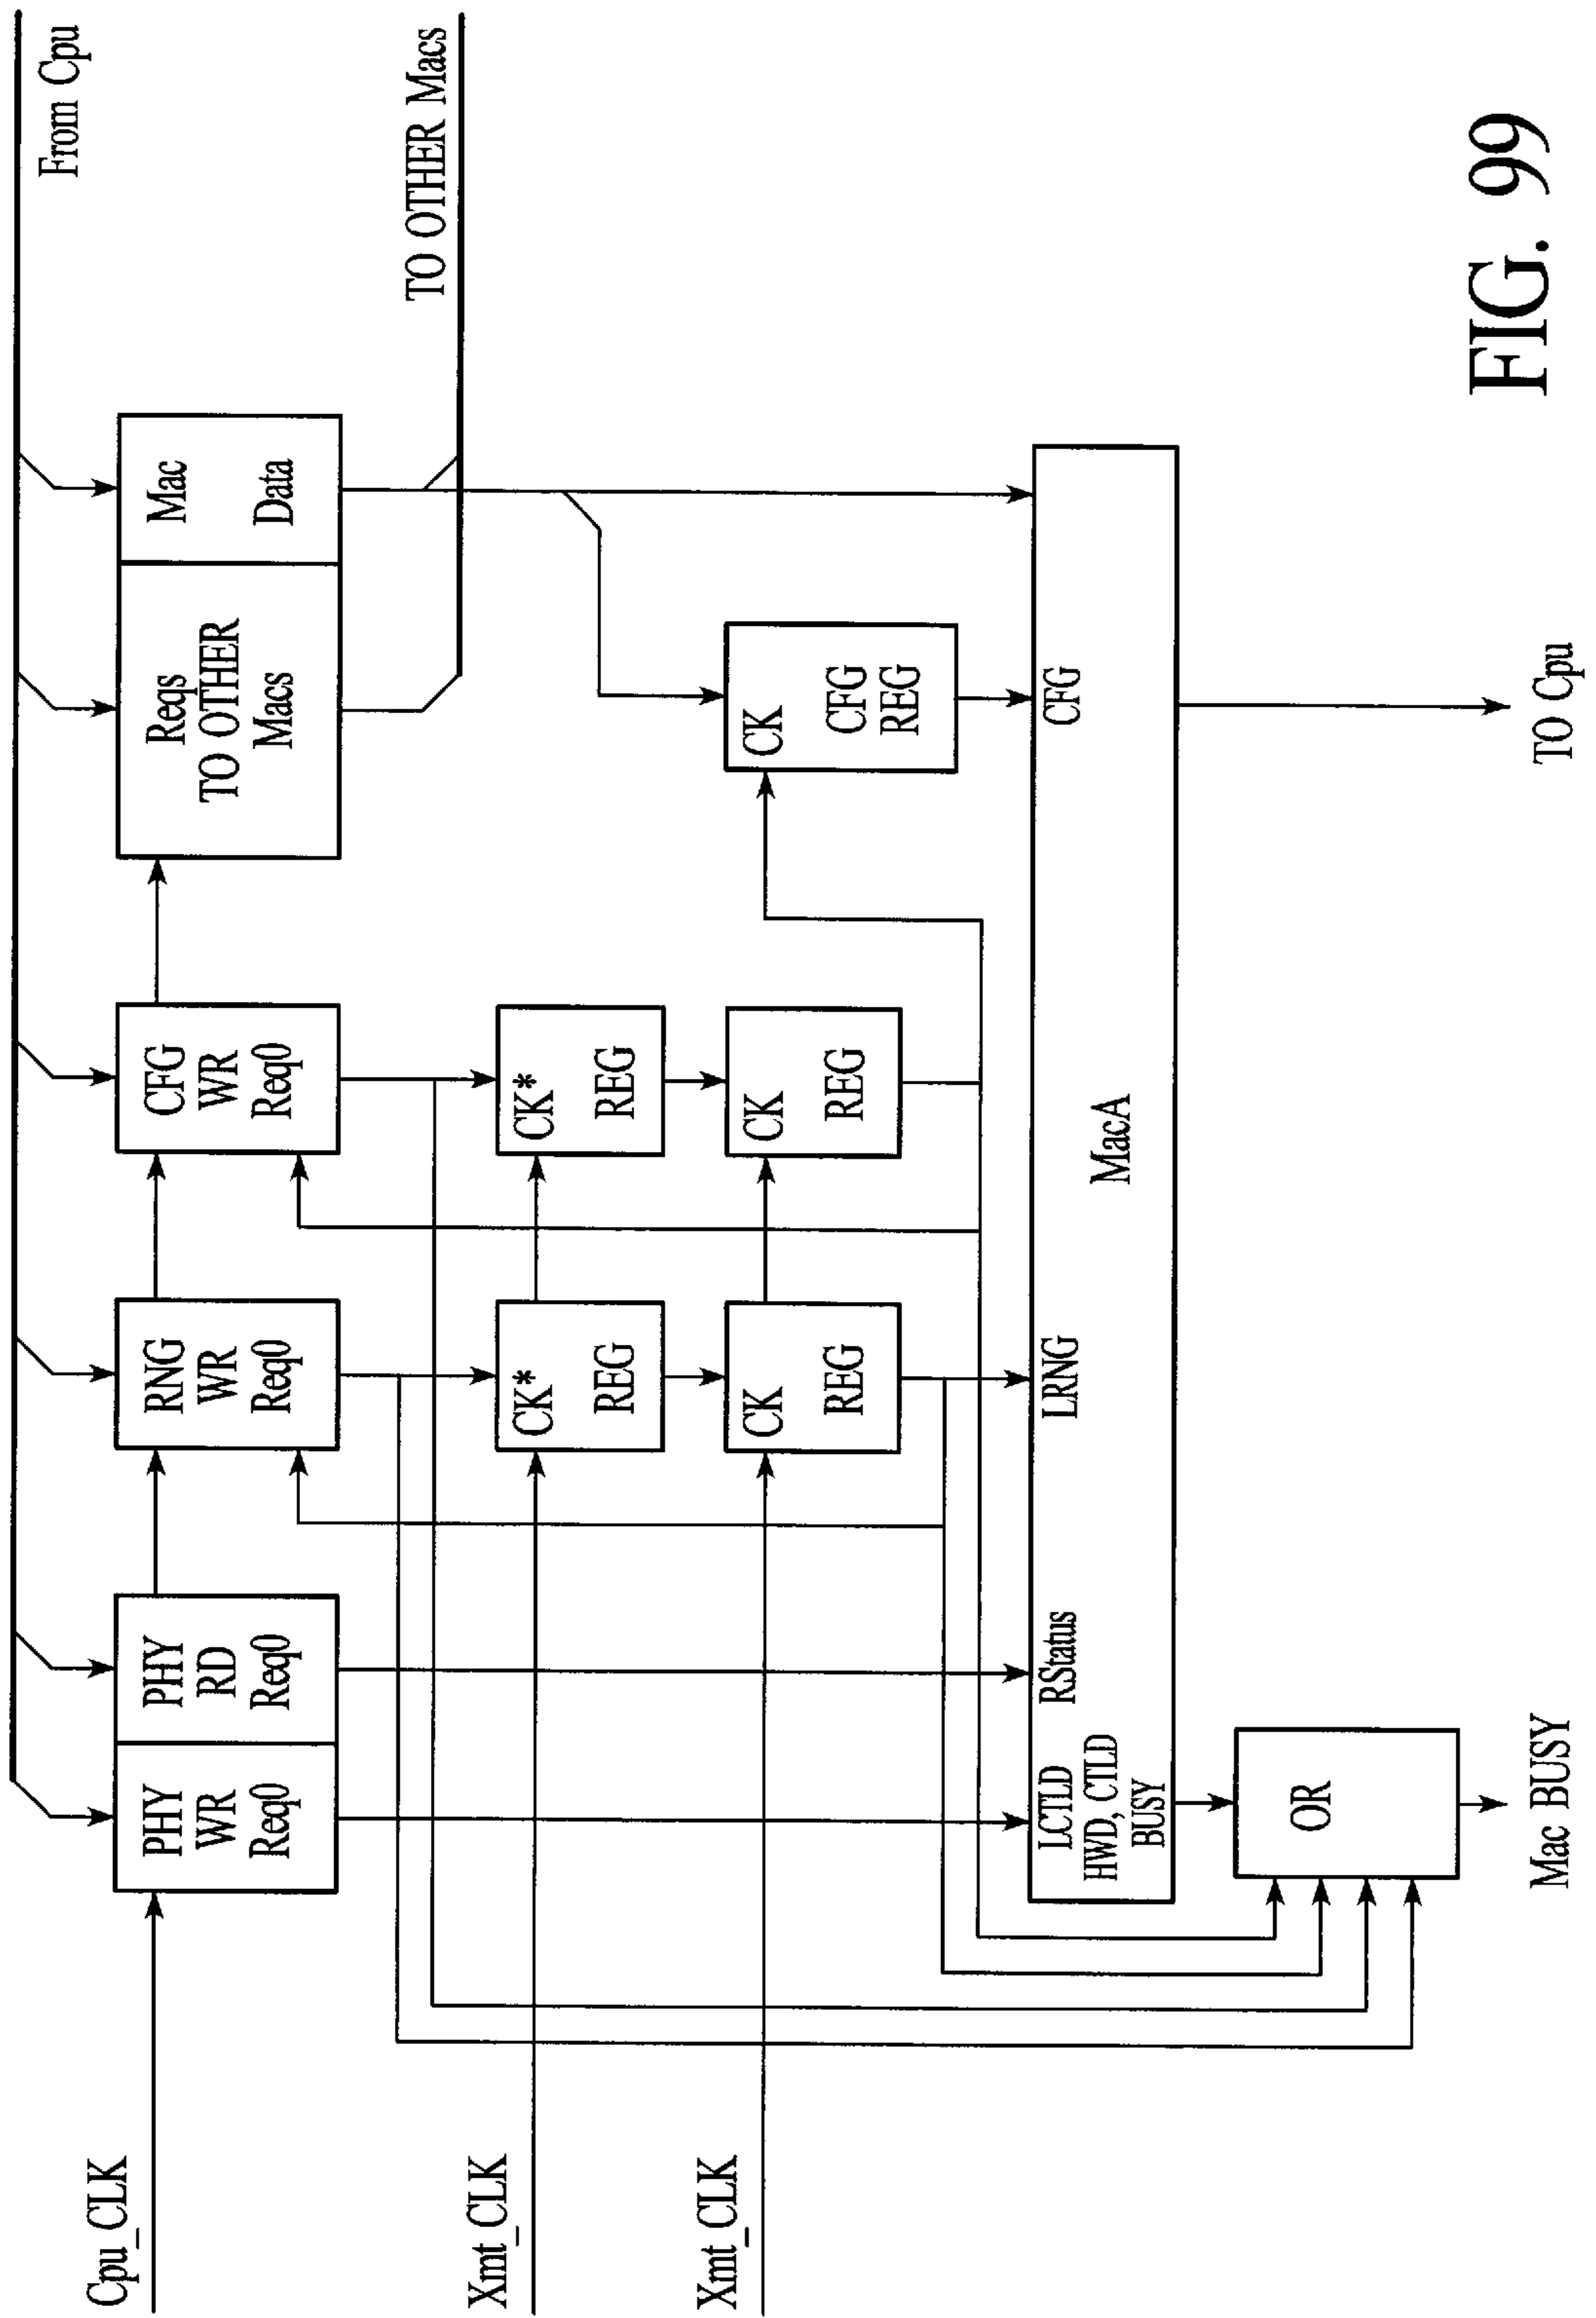 From Cpu
PHY
WR
Req0
PHY
RD
Req0
RNG
WR
Req0
CFG
WR
Req0
Reqs
TO OTHER
Macs
Mac
Data
Cpu_CLK
TO OTHER Macs
CK*
REG
CK*
REG
Xmt_CLK
CK
REG
CK
REG
CK
CFG
REG
Xmt_CLK
LCTLD
HWD, CTLD
BUSY
RStatus
LRNG
CFG
MacA
OR
Mac BUSY
TO Cpu
FIG. 99